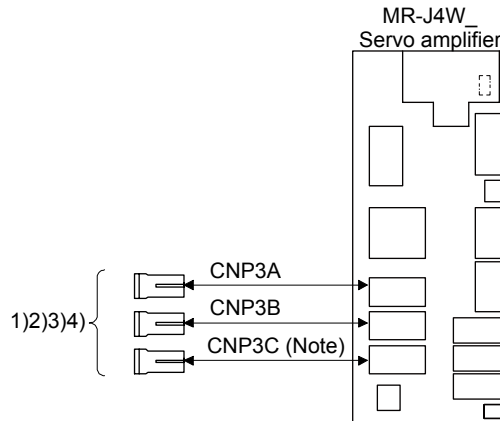 MR-J4W_
Servo amplifier
CNP3A
CNP3B
1)2)3)4)
CNP3C (Note)